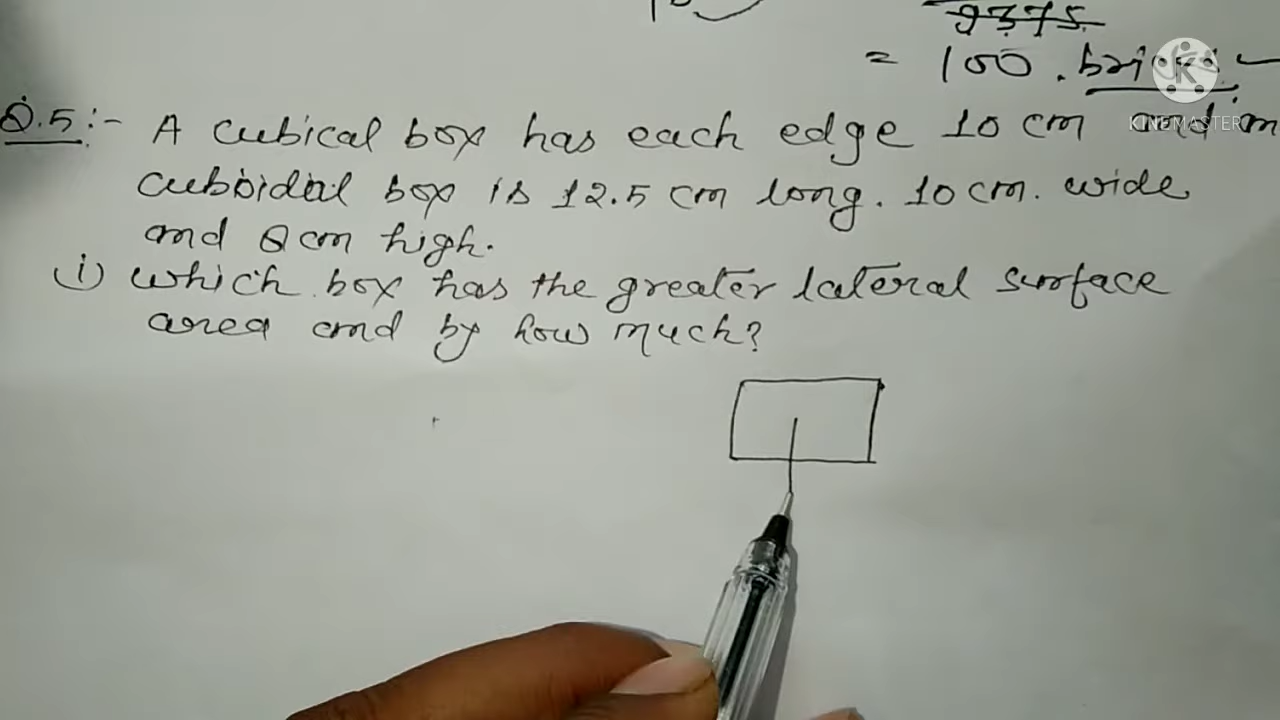 9375
= 100. bricks
Q.5:- A cubical box has each edge 10 cm and
cuboidal box is 12.5 cm long. 10 cm. wide
and 8 cm high.
(i) which box has the greater lateral surface
area and by how much?
K
KINEMASTER